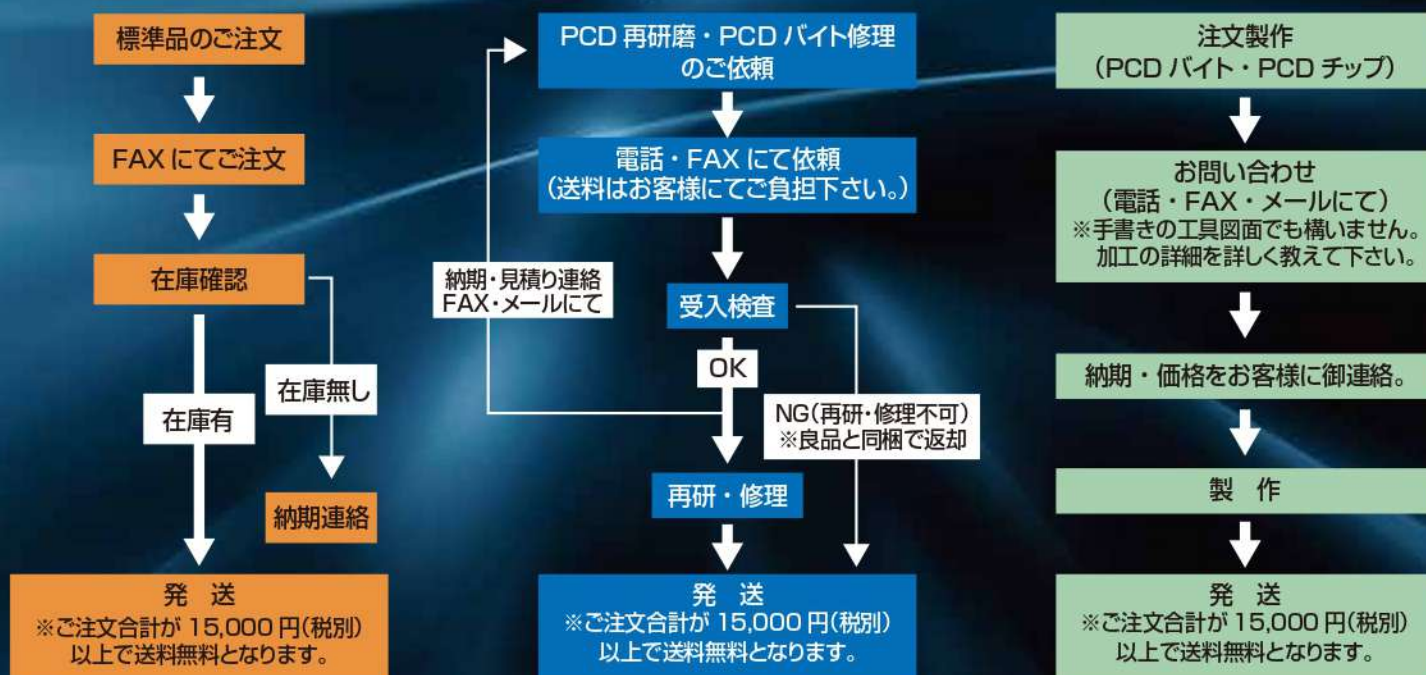 標準品のご注文
FAX にてご注文
在庫確認
在庫無し
在庫有
納期連絡
発　送
※ご注文合計が 15,000 円(税別)
以上で送料無料となります。
PCD 再研磨・PCD バイト修理
のご依頼
電話・FAX にて依頼
(送料はお客様にてご負担下さい。)
納期・見積り連絡
FAX・メールにて
受入検査
OK
NG(再研・修理不可)
※良品と同梱で返却
再研・修理
発　送
※ご注文合計が 15,000 円(税別)
以上で送料無料となります。
注文製作
(PCD バイト・PCD チップ)
お問い合わせ
(電話・FAX・メールにて)
※手書きの工具図面でも構いません。
加工の詳細を詳しく教えて下さい。
納期・価格をお客様に御連絡。
製　作
発　送
※ご注文合計が 15,000 円(税別)
以上で送料無料となります。